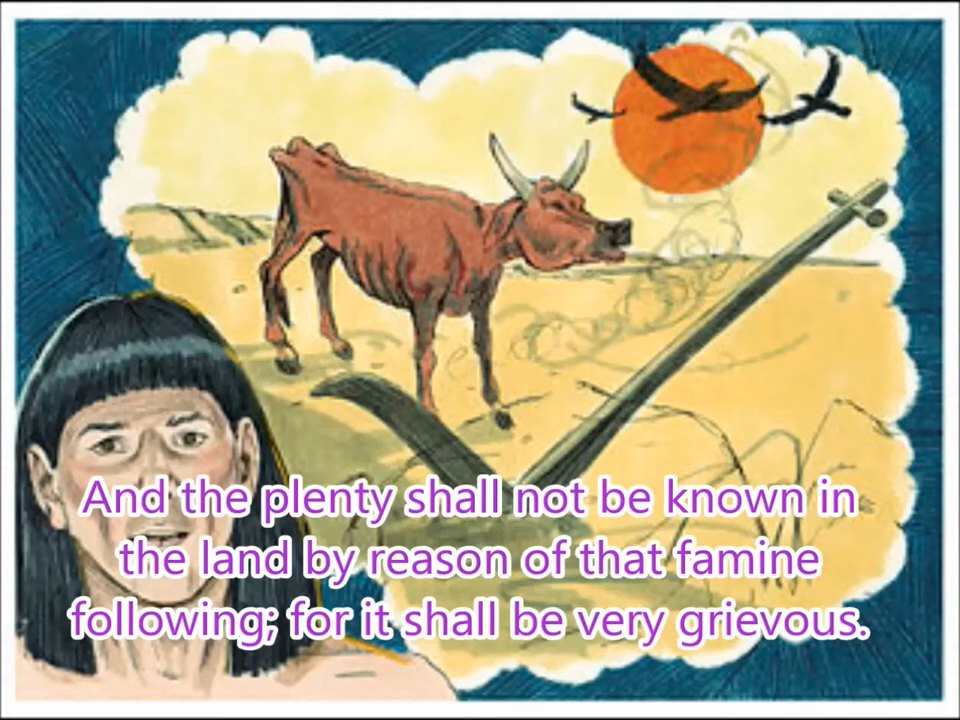 And the plenty shall not be known in
the land by reason of that famine
following; for it shall be very grievous.